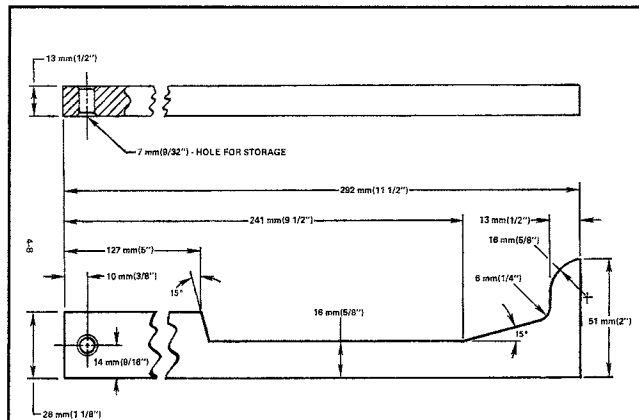 13 mm(1/2")
7 mm(9/32") - HOLE FOR STORAGE
292 mm(11 1/2")
241 mm(9 1/2")
13 mm(1/2")
127 mm(5")
16 mm(5/8")
4-8
10 mm(3/8")
6 mm(1/4")
15°
16 mm(5/8")
51 mm(2")
15°
14 mm(9/16")
28 mm(1 1/8")